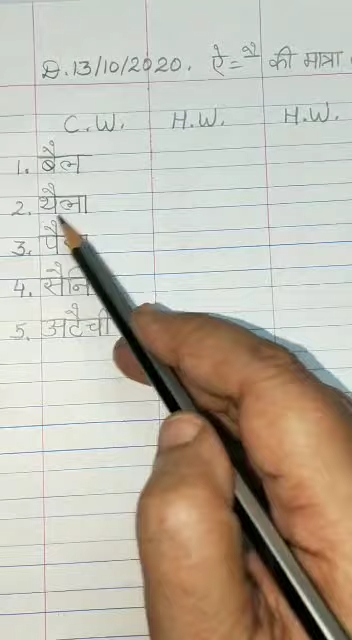 D. 13/10/2020. ऐ = ै की मात्रा
C.W. H.W. H.W.
1. बैल
2. थैला
3.
4.
5. अटैची